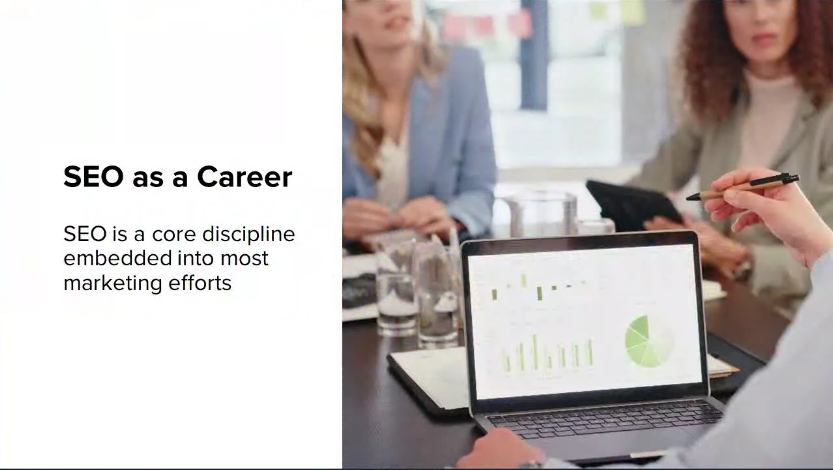 SEO as a Career
SEO is a core discipline
embedded into most
marketing efforts